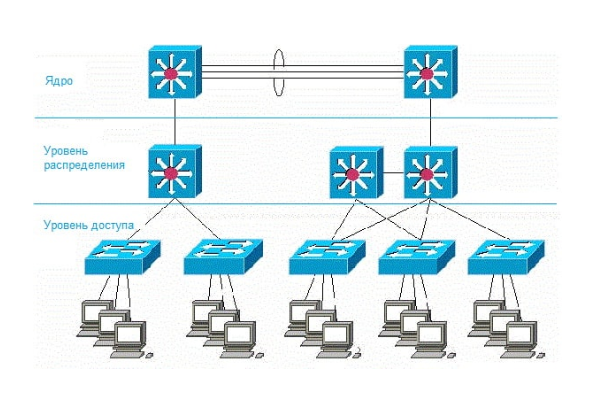 Ядро
Уровень
распределения
Уровень доступа